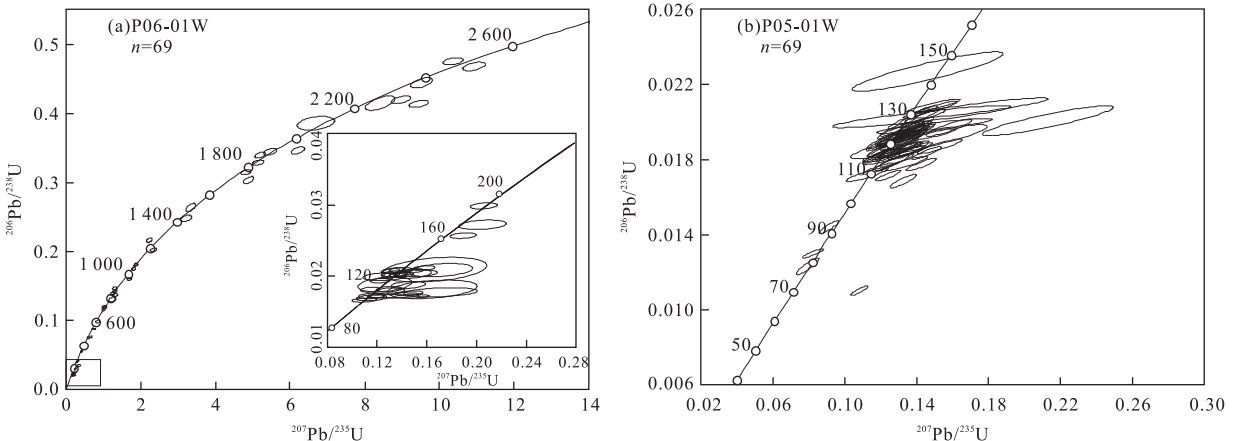 (a)P06-01W
n=69
2 600
2 200
1 800
1 400
1 000
600
0.5
0.4
0.3
0.2
0.1
0.0
0 2 4 6 8 10 12 14
²⁰⁶Pb/²³⁸U
²⁰⁷Pb/²³⁵U
0.04
0.03
0.02
0.01
200
160
120
80
0.08 0.12 0.16 0.20 0.24 0.28
²⁰⁶Pb/²³⁸U
²⁰⁷Pb/²³⁵U
(b)P05-01W
n=69
150
130
110
90
70
50
0.026
0.022
0.018
0.014
0.010
0.006
0.02 0.06 0.10 0.14 0.18 0.22 0.26 0.30
²⁰⁶Pb/²³⁸U
²⁰⁷Pb/²³⁵U